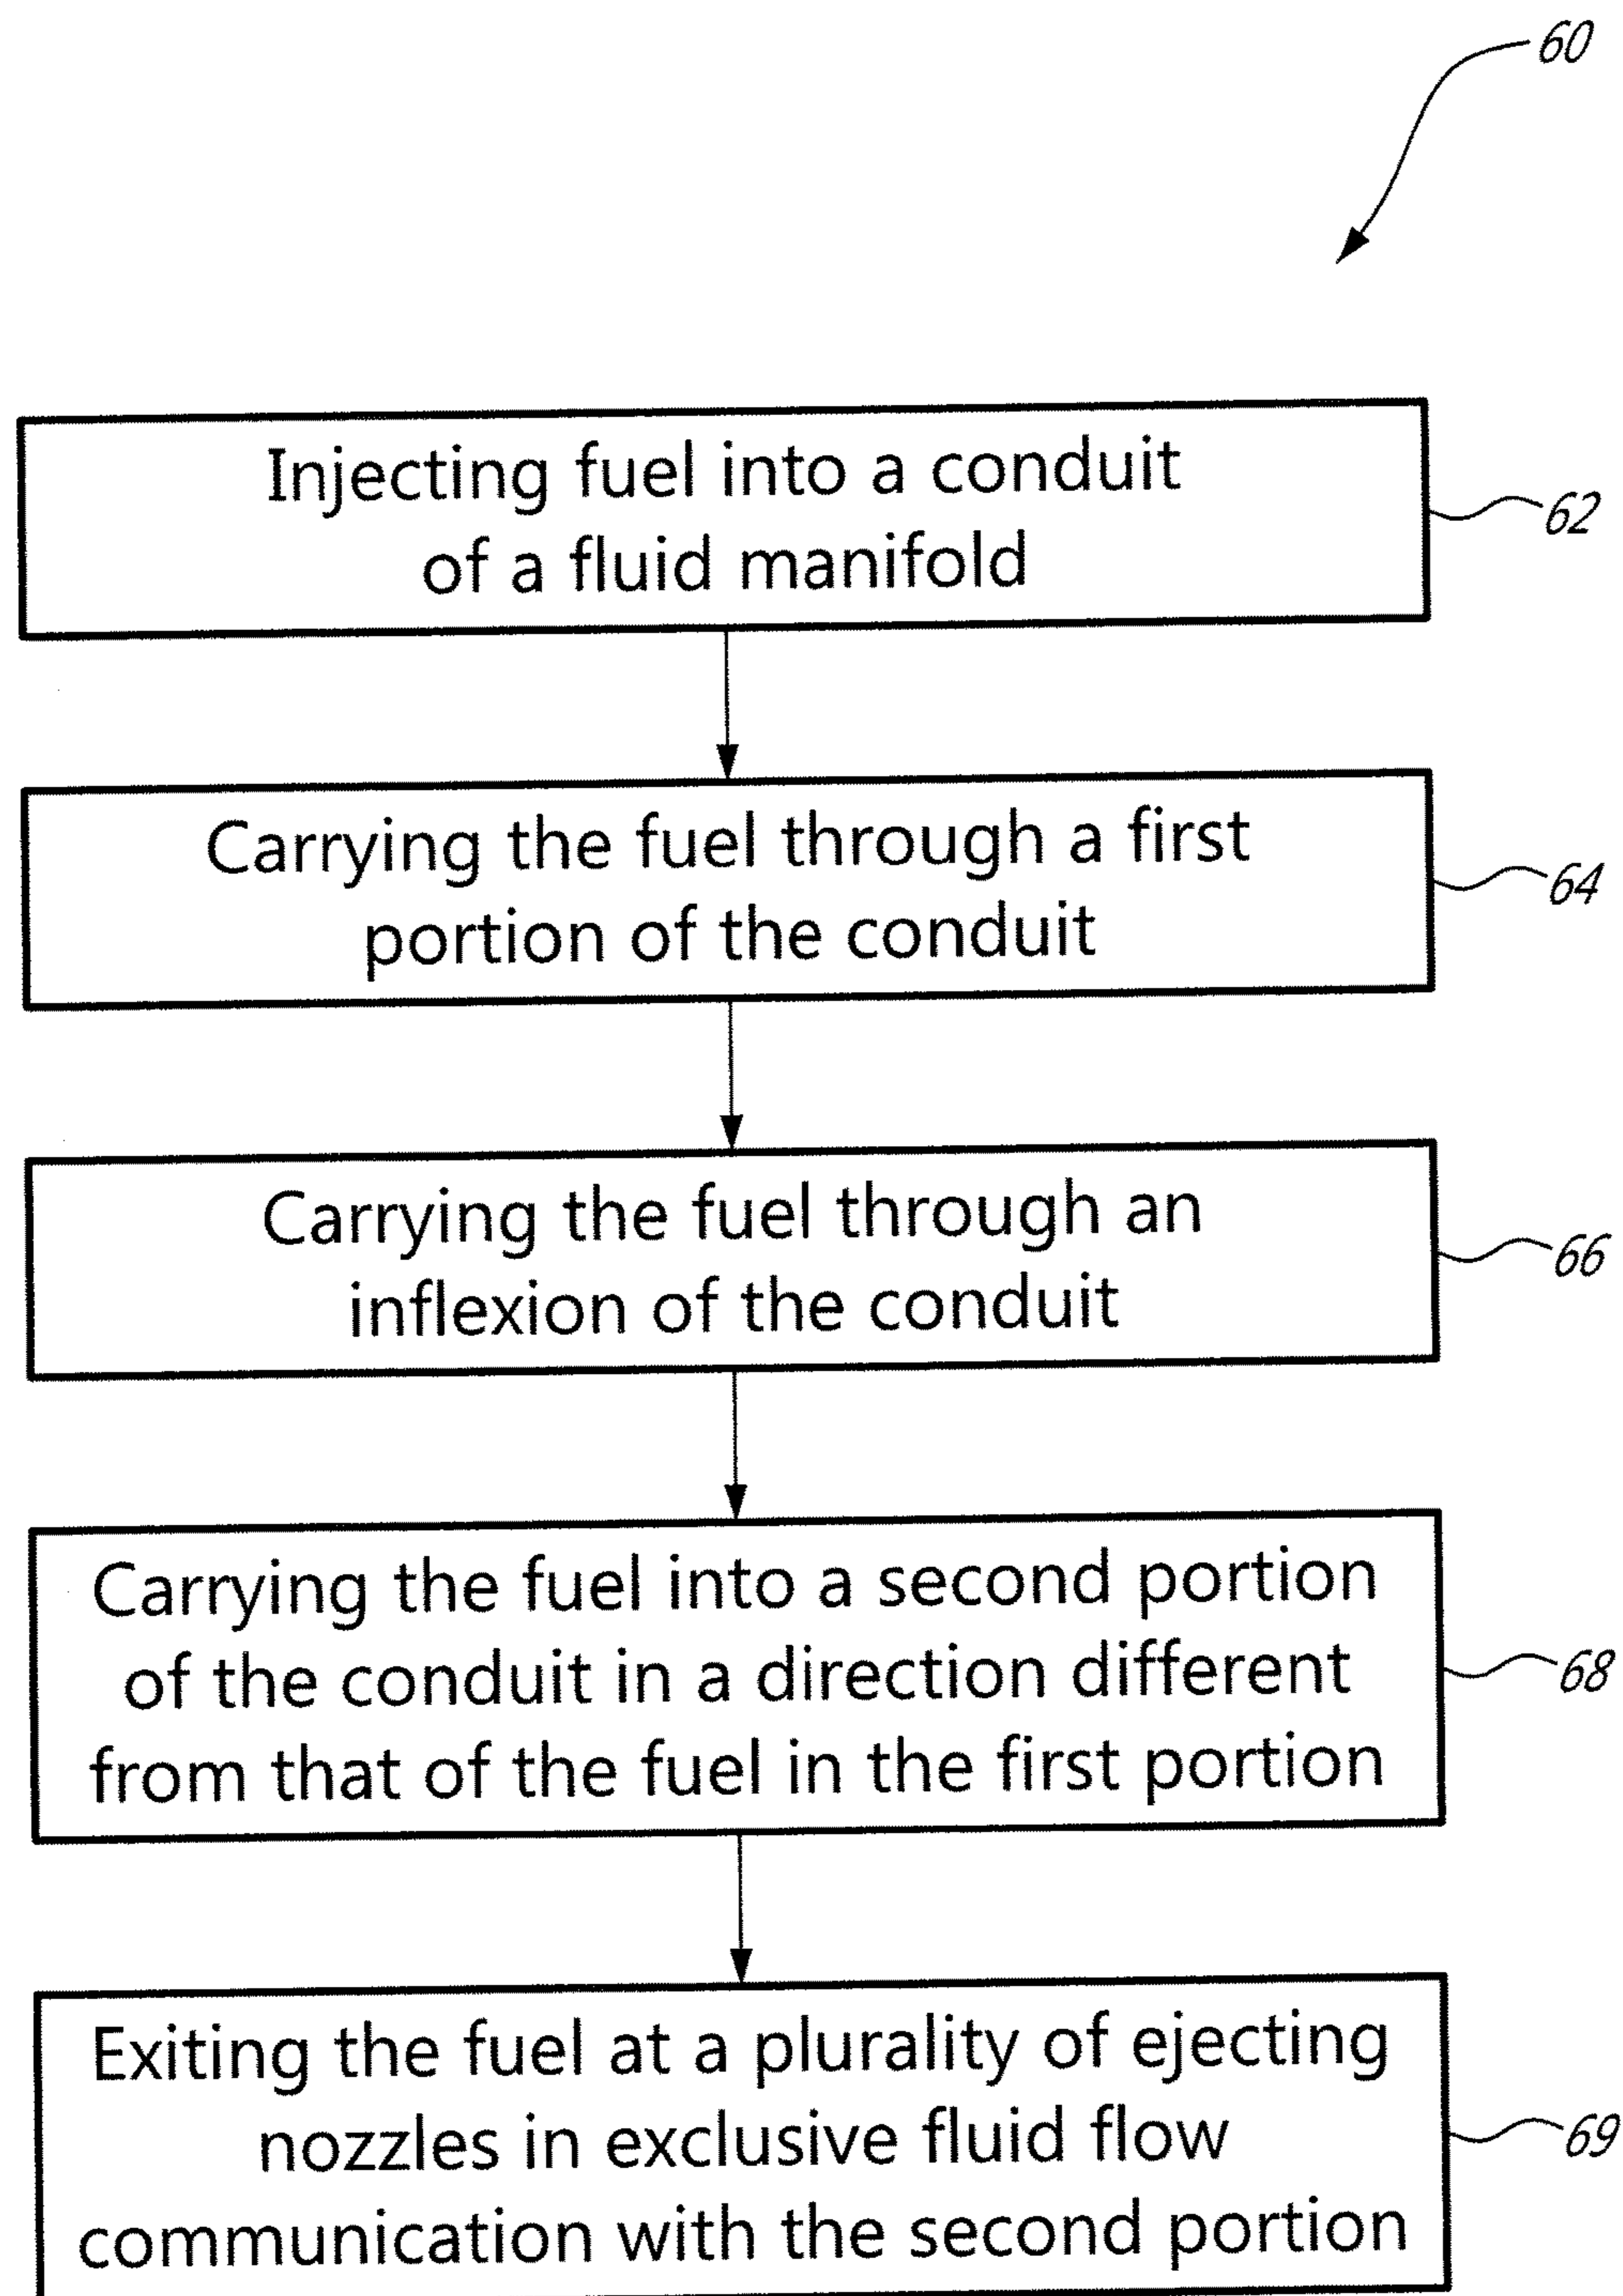 60
Injecting fuel into a conduit
of a fluid manifold
62
Carrying the fuel through a first
portion of the conduit
64
Carrying the fuel through an
inflexion of the conduit
66
Carrying the fuel into a second portion
of the conduit in a direction different
from that of the fuel in the first portion
68
Exiting the fuel at a plurality of ejecting
nozzles in exclusive fluid flow
communication with the second portion
69